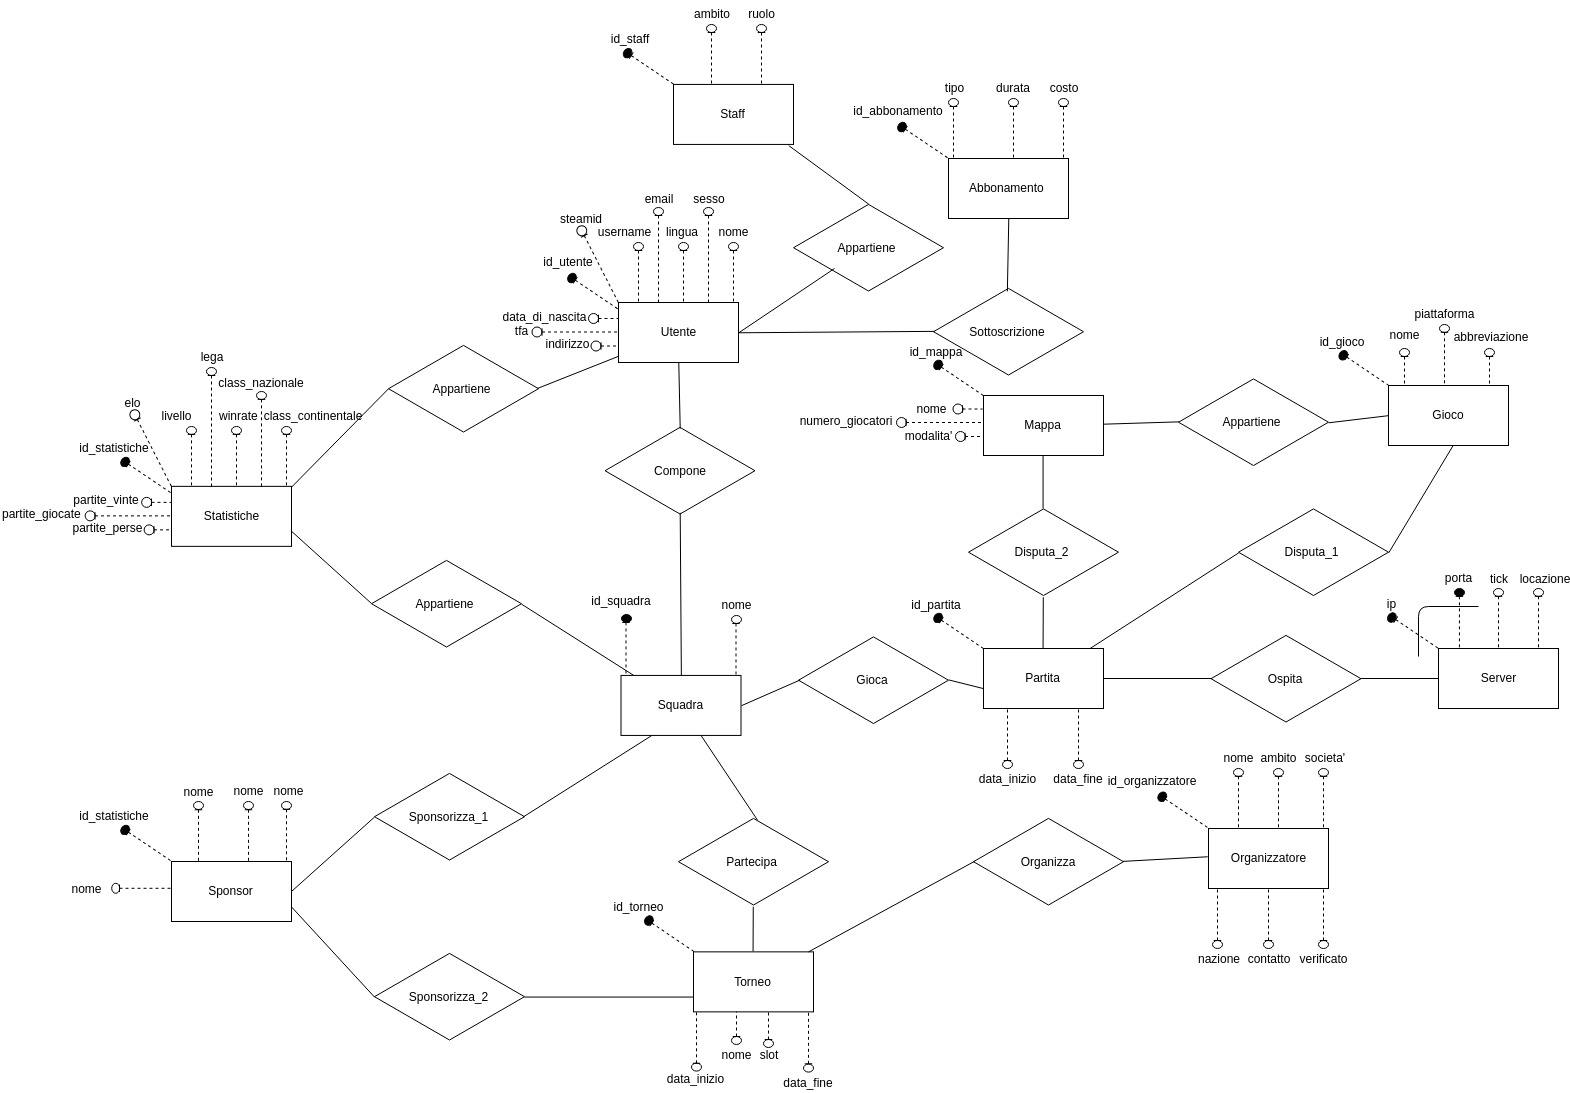 ambito
ruolo
id_staff
Staff
tipo
durata
costo
id_abbonamento
Abbonamento
email
sesso
steamid
username
lingua
nome
id_utente
data_di_nascita
tfa
indirizzo
Utente
Appartiene
Sottoscrizione
piattaforma
nome
abbreviazione
id_gioco
Gioco
id_mappa
nome
numero_giocatori
modalita'
Mappa
Appartiene
lega
class_nazionale
elo
livello
winrate
class_continentale
id_statistiche
partite_vinte
partite_giocate
partite_perse
Statistiche
Appartiene
Compone
Disputa_2
Disputa_1
Appartiene
id_squadra
nome
Squadra
Gioca
id_partita
Partita
data_inizio
data_fine
Ospita
ip
porta
tick
locazione
Server
id_statistiche
nome
nome
nome
nome
Sponsor
Sponsorizza_1
Partecipa
Organizza
id_organizzatore
nome
ambito
societa'
Organizzatore
nazione
contatto
verificato
Sponsorizza_2
id_torneo
Torneo
data_inizio
nome
slot
data_fine